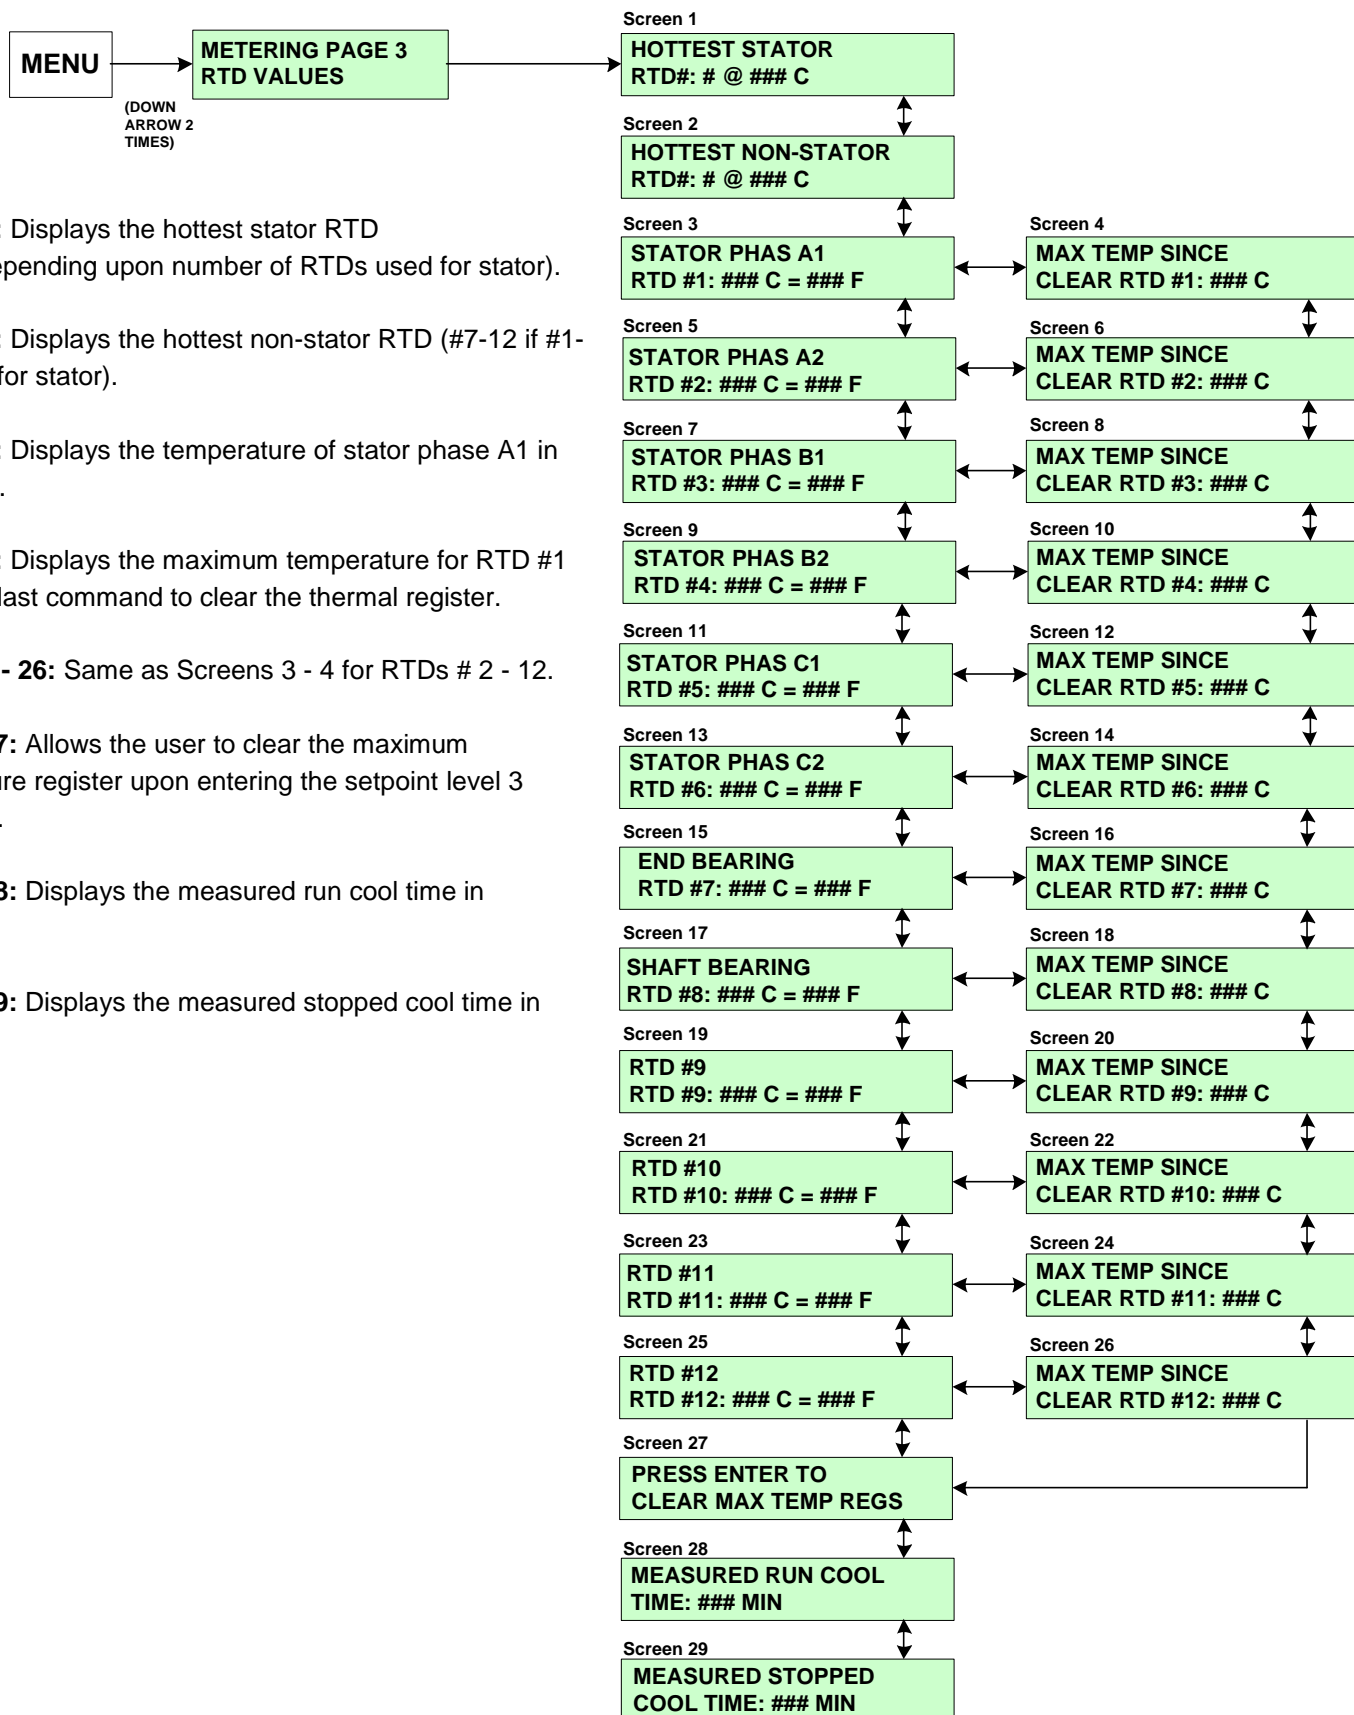 Screen 1
MENU
METERING PAGE 3
RTD VALUES
(DOWN
ARROW 2
TIMES)
HOTTEST STATOR
RTD#: # @ ### C
Screen 2
HOTTEST NON-STATOR
RTD#: # @ ### C
: Displays the hottest stator RTD
epending upon number of RTDs used for stator).
: Displays the hottest non-stator RTD (#7-12 if #1-
for stator).
: Displays the temperature of stator phase A1 in
.
: Displays the maximum temperature for RTD #1
last command to clear the thermal register.
- 26: Same as Screens 3 - 4 for RTDs # 2 - 12.
7: Allows the user to clear the maximum
ure register upon entering the setpoint level 3
.
8: Displays the measured run cool time in
9: Displays the measured stopped cool time in
Screen 3
STATOR PHAS A1
RTD #1: ### C = ### F
Screen 4
MAX TEMP SINCE
CLEAR RTD #1: ### C
Screen 5
STATOR PHAS A2
RTD #2: ### C = ### F
Screen 6
MAX TEMP SINCE
CLEAR RTD #2: ### C
Screen 7
STATOR PHAS B1
RTD #3: ### C = ### F
Screen 8
MAX TEMP SINCE
CLEAR RTD #3: ### C
Screen 9
STATOR PHAS B2
RTD #4: ### C = ### F
Screen 10
MAX TEMP SINCE
CLEAR RTD #4: ### C
Screen 11
STATOR PHAS C1
RTD #5: ### C = ### F
Screen 12
MAX TEMP SINCE
CLEAR RTD #5: ### C
Screen 13
STATOR PHAS C2
RTD #6: ### C = ### F
Screen 14
MAX TEMP SINCE
CLEAR RTD #6: ### C
Screen 15
END BEARING
RTD #7: ### C = ### F
Screen 16
MAX TEMP SINCE
CLEAR RTD #7: ### C
Screen 17
SHAFT BEARING
RTD #8: ### C = ### F
Screen 18
MAX TEMP SINCE
CLEAR RTD #8: ### C
Screen 19
RTD #9
RTD #9: ### C = ### F
Screen 20
MAX TEMP SINCE
CLEAR RTD #9: ### C
Screen 21
RTD #10
RTD #10: ### C = ### F
Screen 22
MAX TEMP SINCE
CLEAR RTD #10: ### C
Screen 23
RTD #11
RTD #11: ### C = ### F
Screen 24
MAX TEMP SINCE
CLEAR RTD #11: ### C
Screen 25
RTD #12
RTD #12: ### C = ### F
Screen 26
MAX TEMP SINCE
CLEAR RTD #12: ### C
Screen 27
PRESS ENTER TO
CLEAR MAX TEMP REGS
Screen 28
MEASURED RUN COOL
TIME: ### MIN
Screen 29
MEASURED STOPPED
COOL TIME: ### MIN